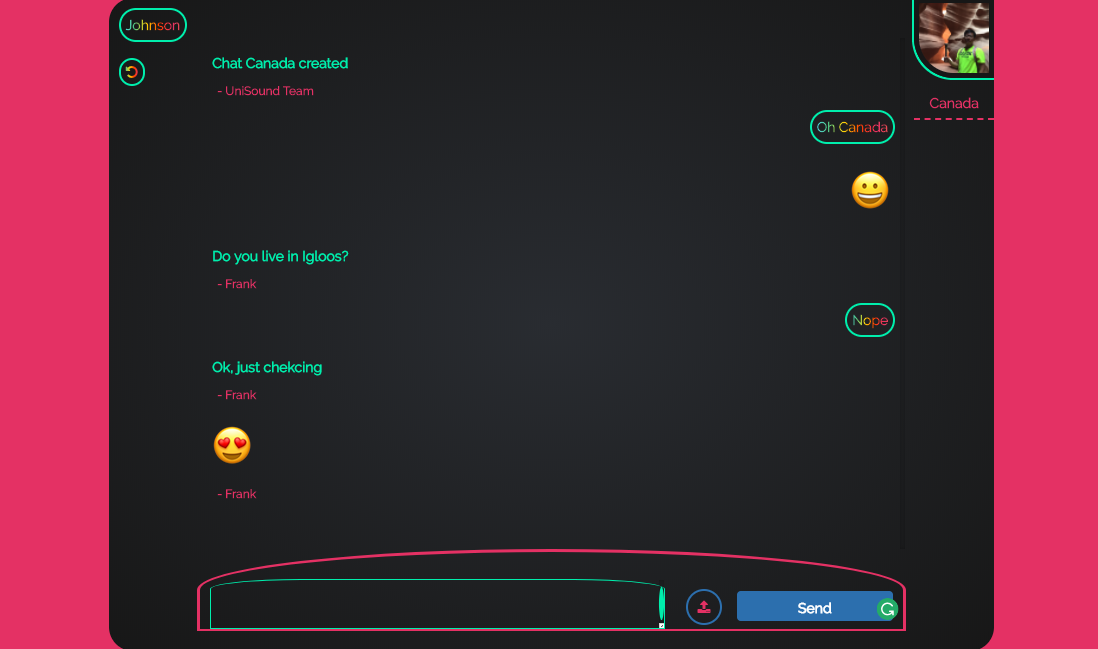 Johnson
Chat Canada created
- UniSound Team
Canada
Oh Canada
Do you live in Igloos?
- Frank
Nope
Ok, just chekcing
- Frank
- Frank
Send